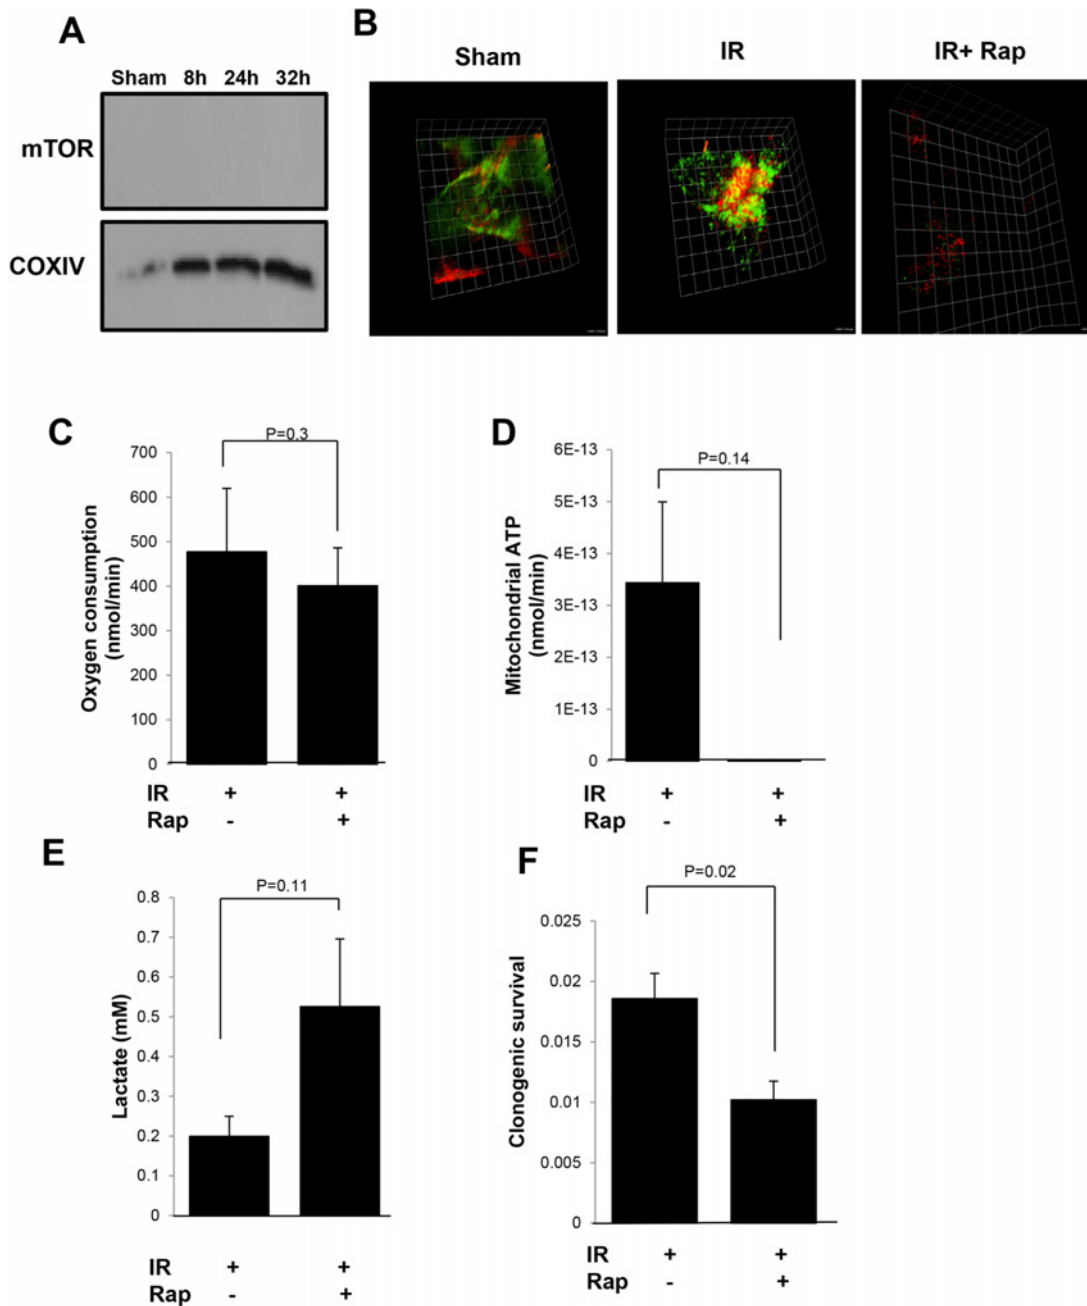 A
Sham 8h 24h 32h
mTOR
COXIV
B
Sham
IR
IR+ Rap
C
P=0.3
700
600
500
400
300
200
100
0
Oxygen consumption
(nmol/min)
IR + +
Rap - +
D
P=0.14
6E-13
5E-13
4E-13
3E-13
2E-13
1E-13
0
Mitochondrial ATP
(nmol/min)
IR + +
Rap - +
E
P=0.11
0.8
0.7
0.6
0.5
0.4
0.3
0.2
0.1
0
Lactate (mM)
IR + +
Rap - +
F
P=0.02
0.025
0.02
0.015
0.01
0.005
0
Clonogenic survival
IR + +
Rap - +